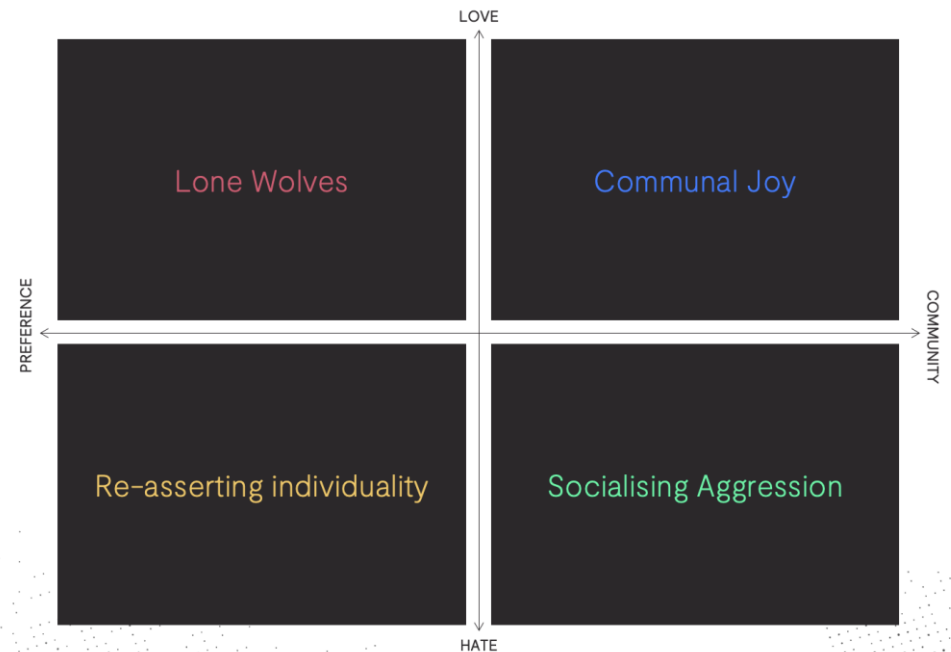 LOVE
Lone Wolves
Communal Joy
PREFERENCE
COMMUNITY
Re-asserting individuality
Socialising Aggression
HATE